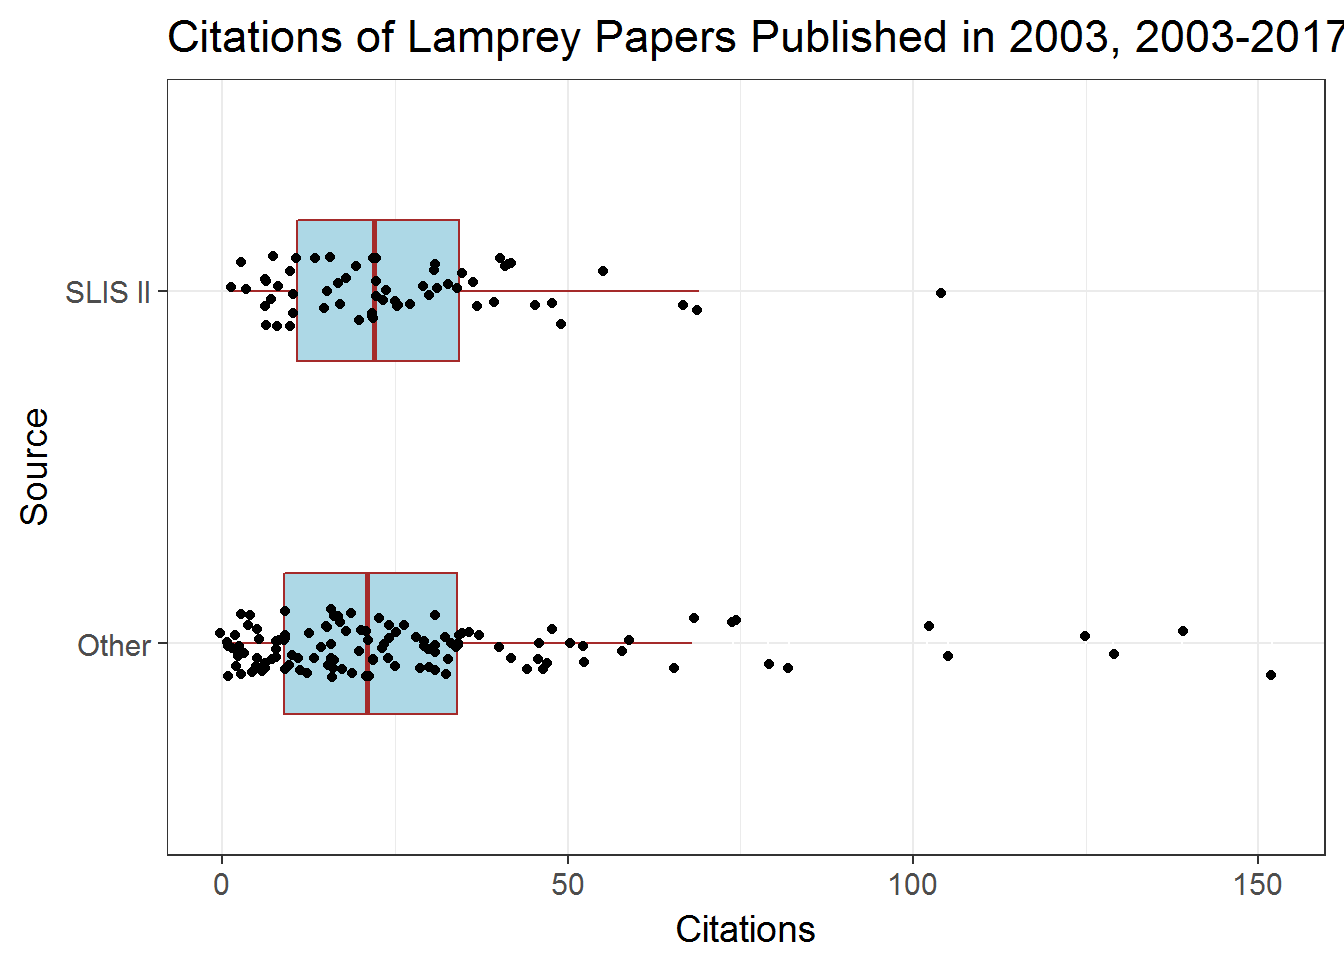 Citations of Lamprey Papers Published in 2003, 2003-2017
SLIS II
Source
Other
0 50 100 150
Citations